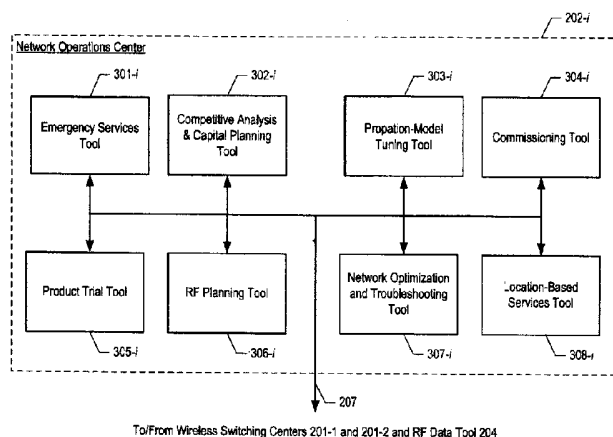 202-i
Network Operations Center
301-i
302-i
303-i
304-i
Emergency Services
Tool
Competitive Analysis
& Capital Planning
Tool
Propation-Model
Tuning Tool
Commissioning Tool
Product Trial Tool
RF Planning Tool
Network Optimization
and Troubleshooting
Tool
Location-Based
Services Tool
305-i
306-i
307-i
308-i
207
To/From Wireless Switching Centers 201-1 and 201-2 and RF Data Tool 204